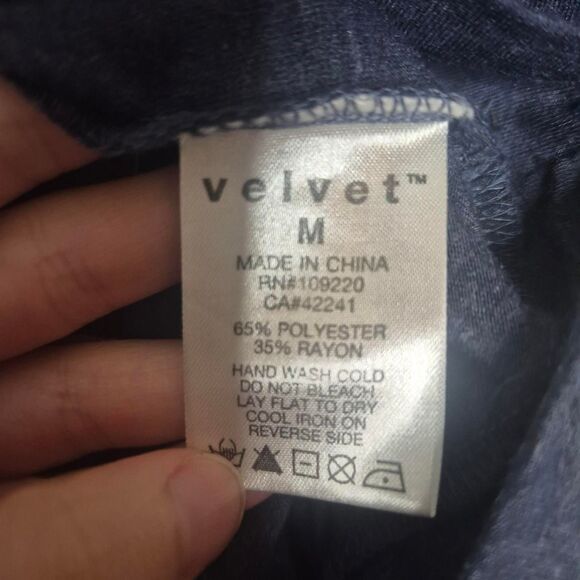 velvet™
M
MADE IN CHINA
RN#109220
CA#42241
65% POLYESTER
35% RAYON
HAND WASH COLD
DO NOT BLEACH
LAY FLAT TO DRY
COOL IRON ON
REVERSE SIDE